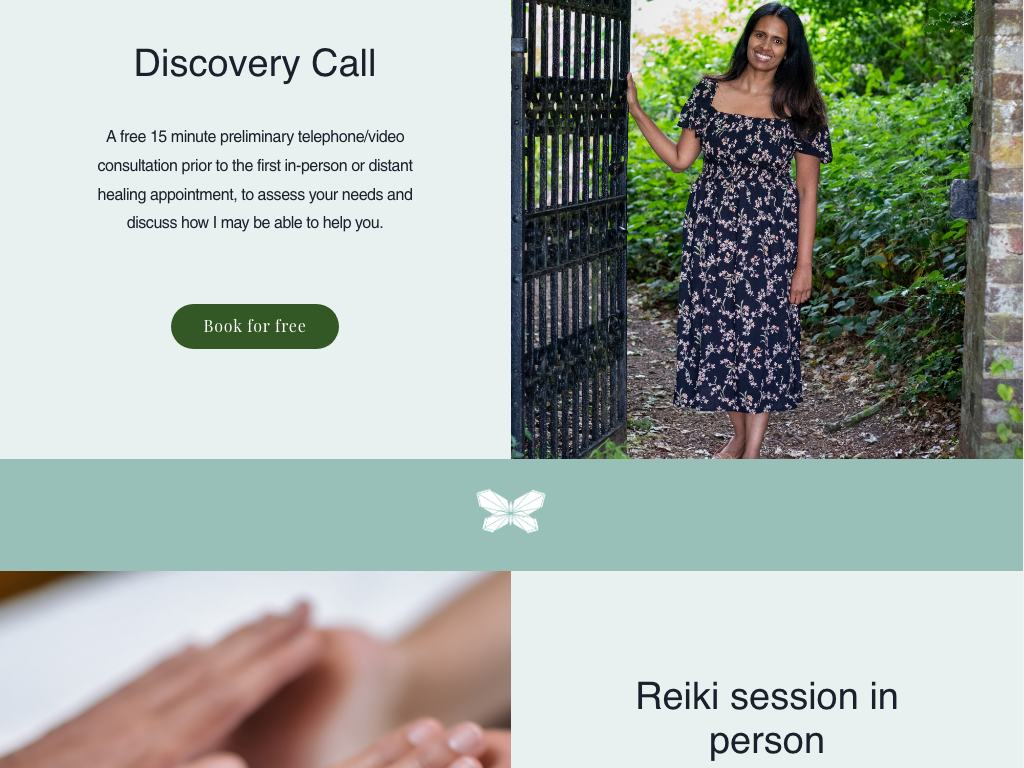 Discovery Call
A free 15 minute preliminary telephone/video
consultation prior to the first in-person or distant
healing appointment, to assess your needs and
discuss how I may be able to help you.
Book for free
Reiki session in
person